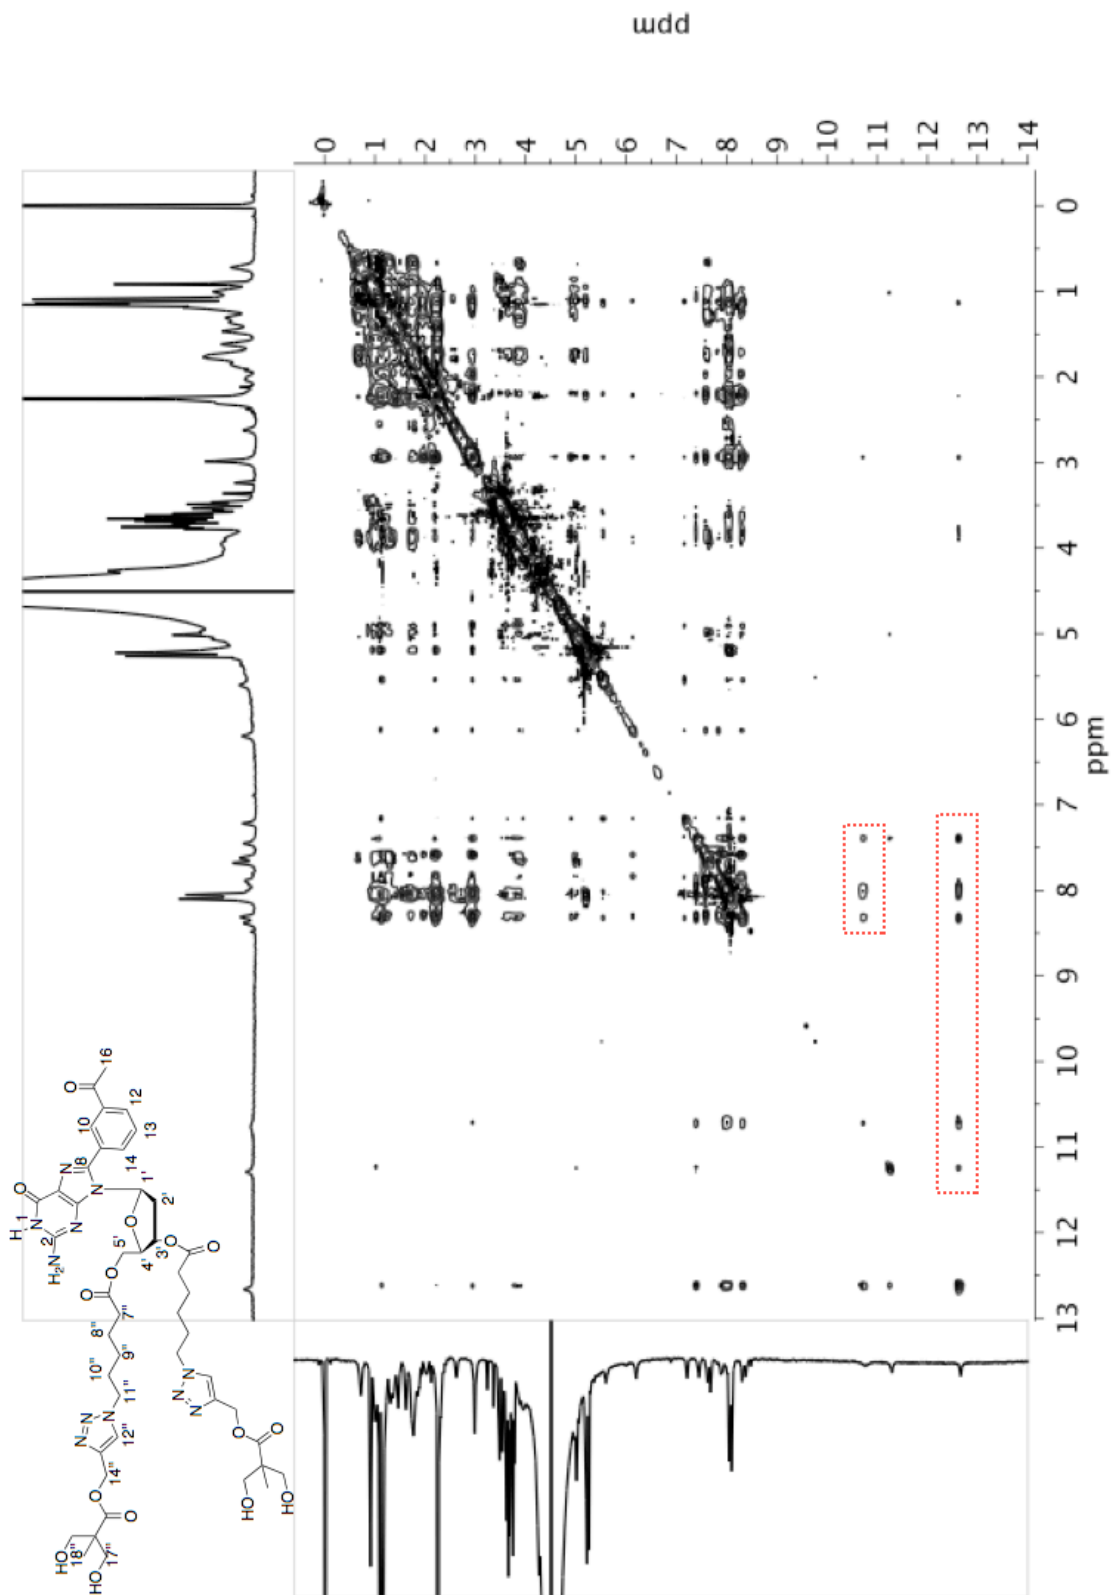 ppm
0 1 2 3 4 5 6 7 8 9 10 11 12 13 14
0 1 2 3 4 5 6 7 8 9 10 11 12 13
ppm
O
16
12
10
13
14
8
N
N
O
H
1
N
2
N
H₂N
1'
2'
3'
4'
5'
O
O
O
O
O
7"
8"
9"
10"
11"
N
N=N
12"
14"
O
O
HO
18"
17"
HO
N
N
N
O
O
HO
HO